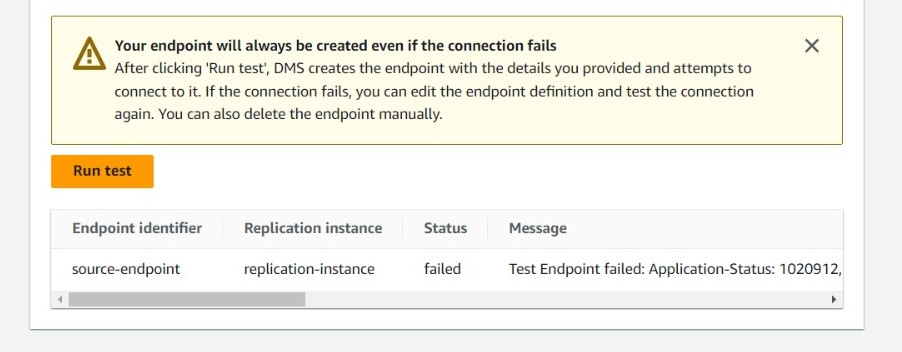 Your endpoint will always be created even if the connection fails
After clicking 'Run test', DMS creates the endpoint with the details you provided and attempts to
connect to it. If the connection fails, you can edit the endpoint definition and test the connection
again. You can also delete the endpoint manually.
Run test
Endpoint identifier Replication instance Status Message
source-endpoint replication-instance failed Test Endpoint failed: Application-Status: 1020912,